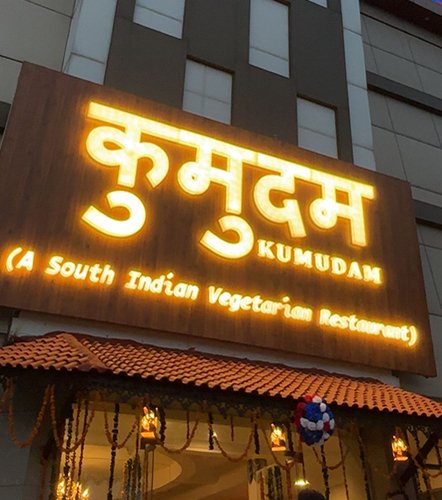 कुमुदम
KUMUDAM
(A South Indian Vegetarian Restaurant)